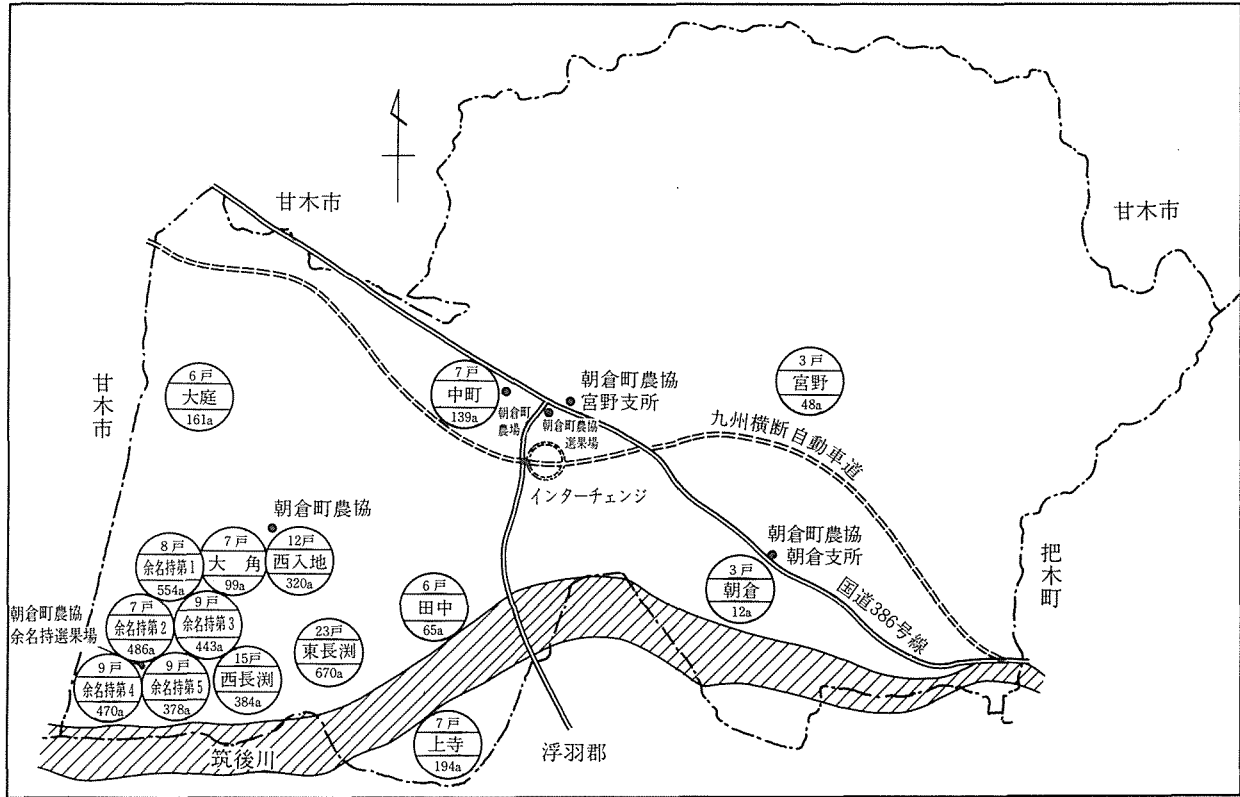 甘木市
甘木市
甘木市
7戸
中町
139a
朝倉町
農場
朝倉町農協
宮野支所
朝倉町農協
選果場
3戸
宮野
48a
6戸
大庭
161a
九州横断自動車道
インターチェンジ
朝倉町農協
朝倉町農協
朝倉支所
把木町
8戸
余名持第1
554a
7戸
大角
99a
12戸
西入地
320a
6戸
田中
65a
3戸
朝倉
12a
国道386号線
朝倉町農協
余名持選果場
7戸
余名持第2
486a
9戸
余名持第3
443a
23戸
東長渕
670a
9戸
余名持第4
470a
9戸
余名持第5
378a
15戸
西長渕
384a
7戸
上寺
194a
筑後川
浮羽郡